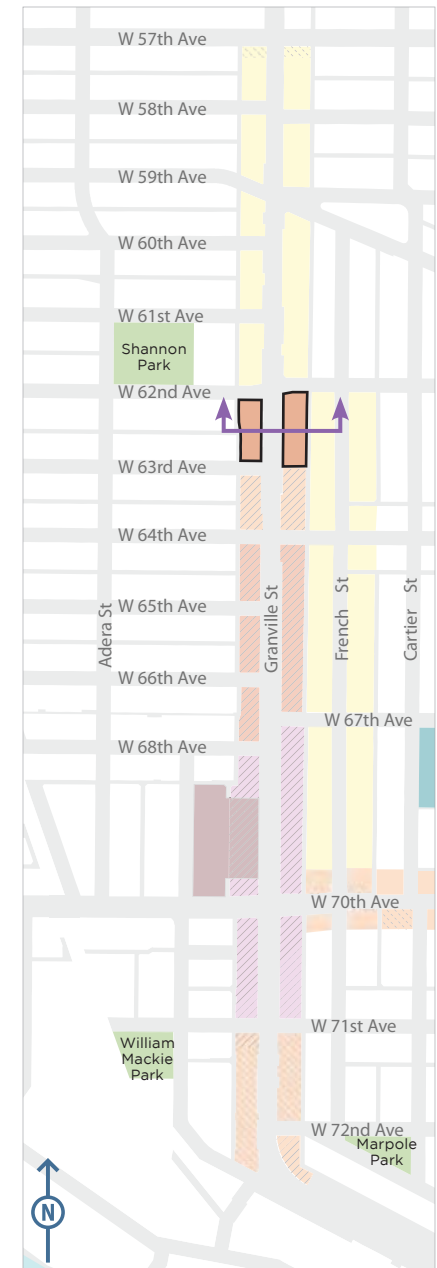 W 57th Ave
W 58th Ave
W 59th Ave
W 60th Ave
W 61st Ave
Shannon
Park
W 62nd Ave
W 63rd Ave
W 64th Ave
Adera St
W 65th Ave
Granville St
French St
Cartier St
W 66th Ave
W 67th Ave
W 68th Ave
W 70th Ave
W 71st Ave
William
Mackie
Park
W 72nd Ave
Marpole
Park
N